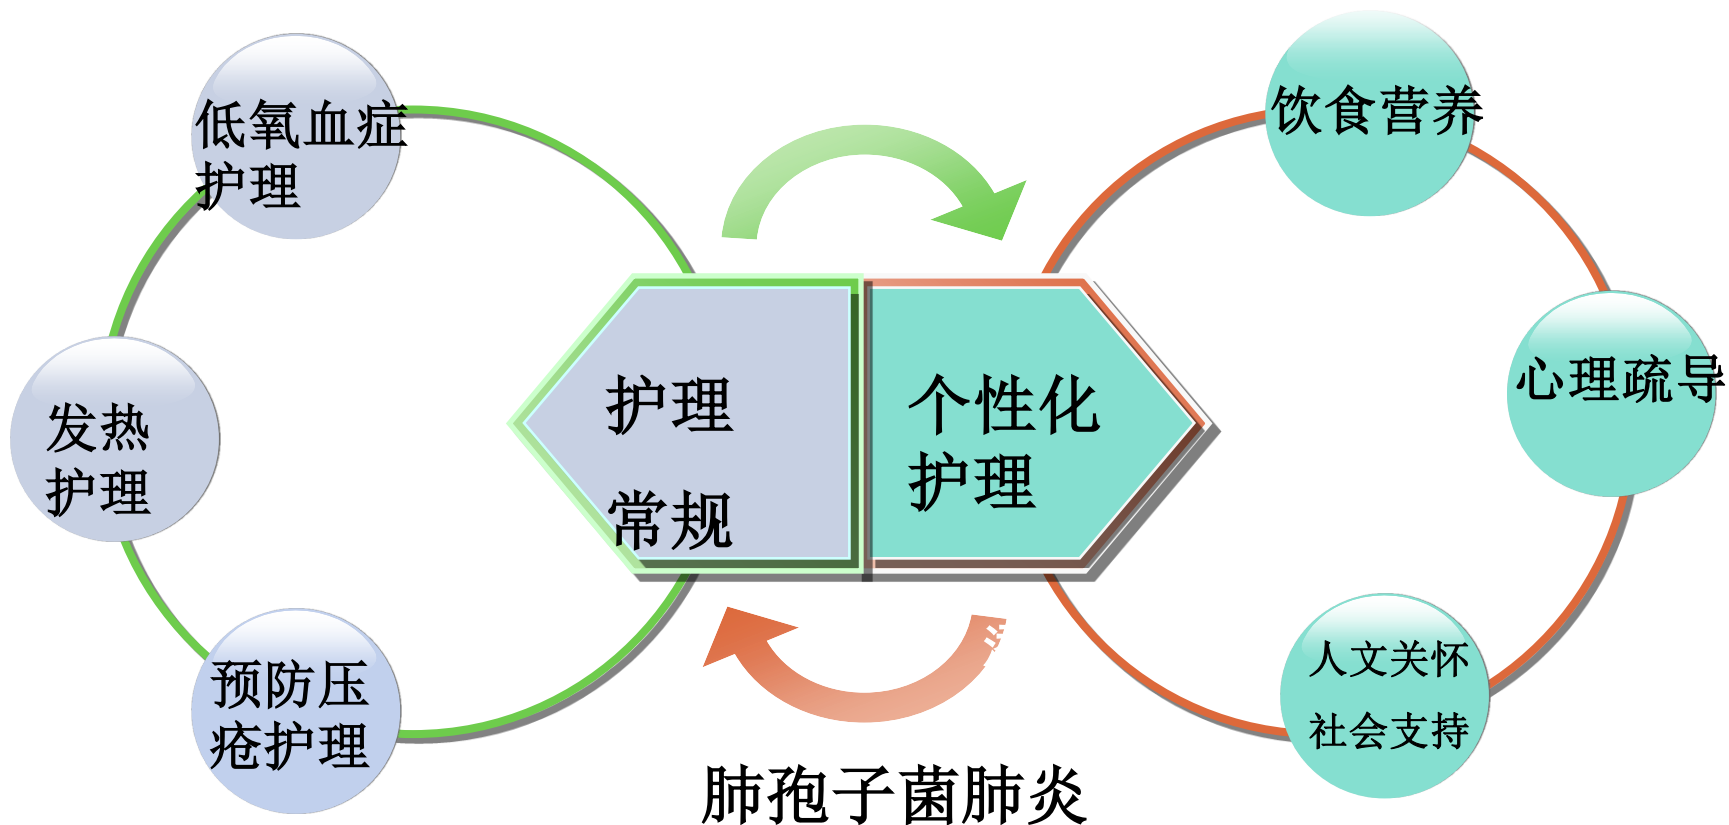 低氧血症
护理
发热
护理
预防压
疮护理
护理
常规
个性化
护理
饮食营养
心理疏导
人文关怀
社会支持
肺孢子菌肺炎